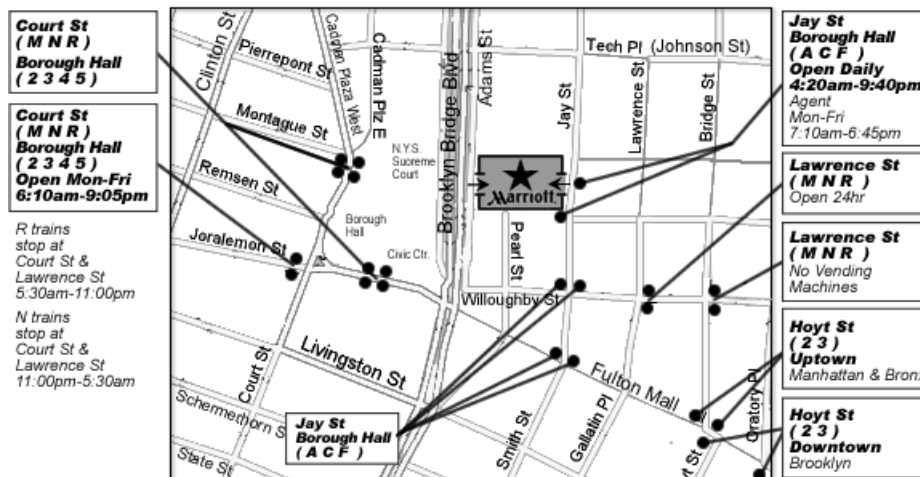 Court St
( M N R )
Borough Hall
( 2 3 4 5 )
Court St
( M N R )
Borough Hall
( 2 3 4 5 )
Open Mon-Fri
6:10am-9:05pm
R trains
stop at
Court St &
Lawrence St
5:30am-11:00pm
N trains
stop at
Court St &
Lawrence St
11:00pm-5:30am
Clinton St
Pierrepont St
Cadman Plaza West
Cadman Plz E
Montague St
Remsen St
Joralemon St
N.Y.S.
Supreme
Court
Borough
Hall
Civic Ctr.
Brooklyn Bridge Blvd
Adams St
Tech Pl (Johnson St)
Jay St
Lawrence St
Bridge St
Marriott
Pearl St
Willoughby St
Livingston St
Court St
Schermerhorn S
State St
Fulton Mall
Smith St
Gallatin Pl
yt St
Oratory Pl
Jay St
Borough Hall
( A C F )
Jay St
Borough Hall
( A C F )
Open Daily
4:20am-9:40pm
Agent
Mon-Fri
7:10am-6:45pm
Lawrence St
( M N R )
Open 24hr
Lawrence St
( M N R )
No Vending
Machines
Hoyt St
( 2 3 )
Uptown
Manhattan & Bronx
Hoyt St
( 2 3 )
Downtown
Brooklyn